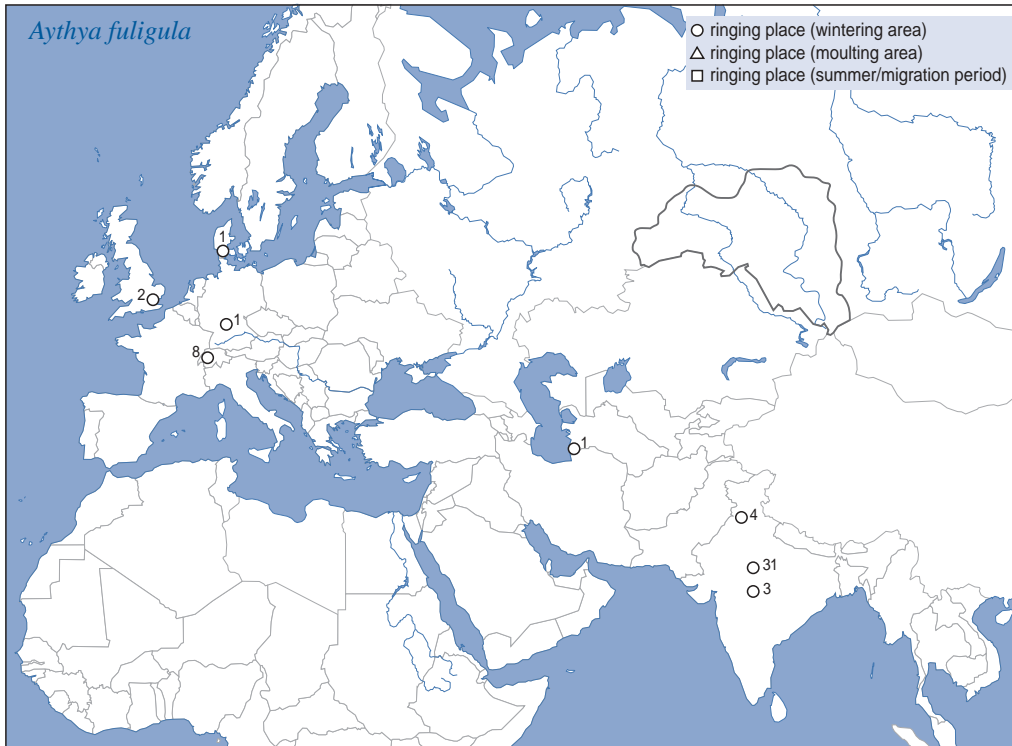 Aythya fuligula
ringing place (wintering area)
ringing place (moulting area)
ringing place (summer/migration period)
1
2
1
8
1
4
31
3